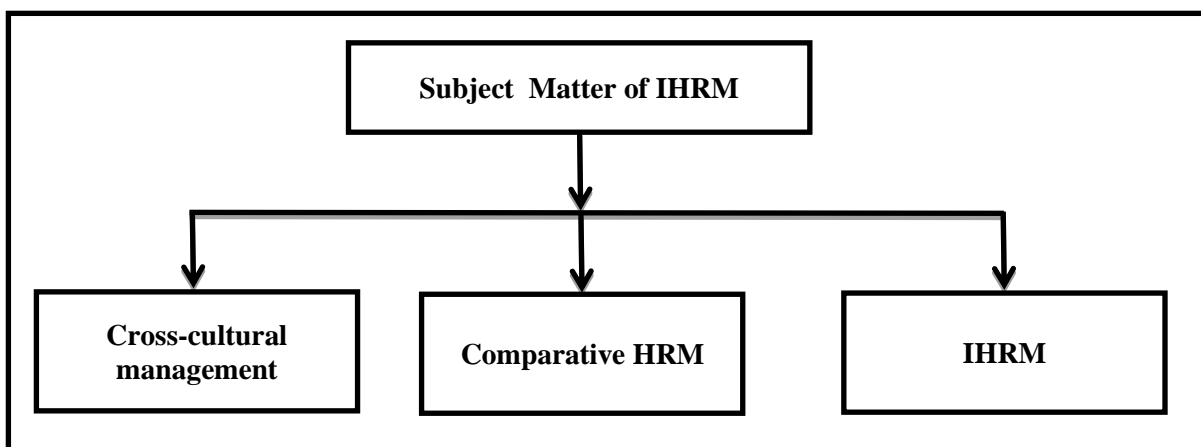 Subject Matter of IHRM
Cross-cultural
management
Comparative HRM
IHRM